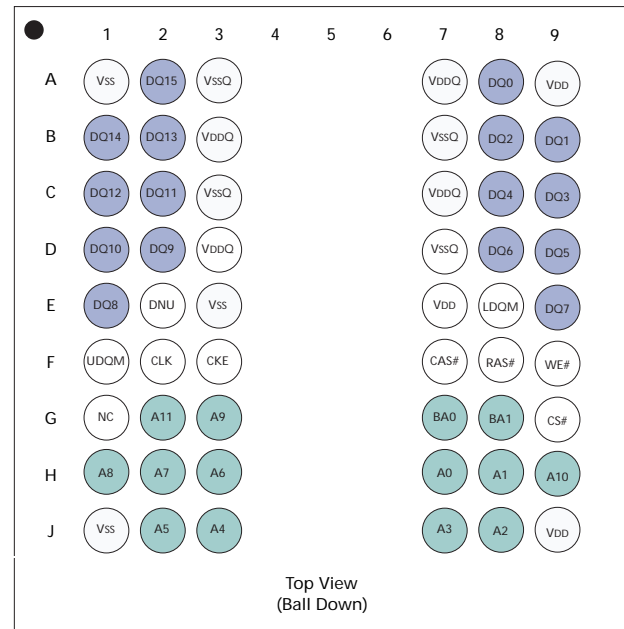 1 2 3 4 5 6 7 8 9
A VSS DQ15 VSSQ VDDQ DQ0 VDD
B DQ14 DQ13 VDDQ VSSQ DQ2 DQ1
C DQ12 DQ11 VSSQ VDDQ DQ4 DQ3
D DQ10 DQ9 VDDQ VSSQ DQ6 DQ5
E DQ8 DNU VSS VDD LDQM DQ7
F UDQM CLK CKE CAS# RAS# WE#
G NC A11 A9 BA0 BA1 CS#
H A8 A7 A6 A0 A1 A10
J VSS A5 A4 A3 A2 VDD
Top View
(Ball Down)